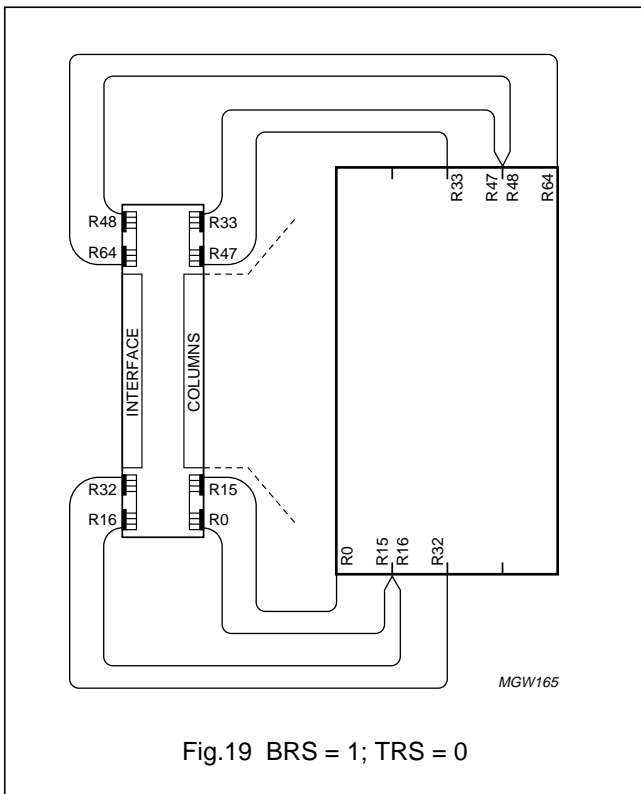 R33
R47
R48
R64
R48
R33
R64
R47
INTERFACE
COLUMNS
R32
R15
R16
R0
R0
R15
R16
R32
MGW165
Fig.19 BRS = 1; TRS = 0